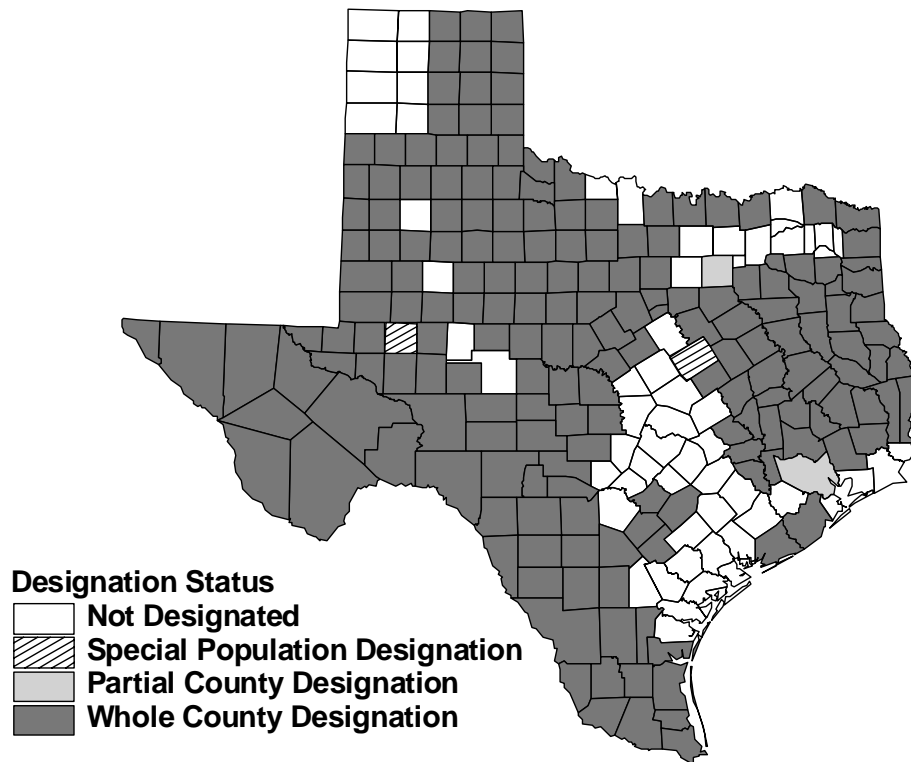 Designation Status
Not Designated
Special Population Designation
Partial County Designation
Whole County Designation